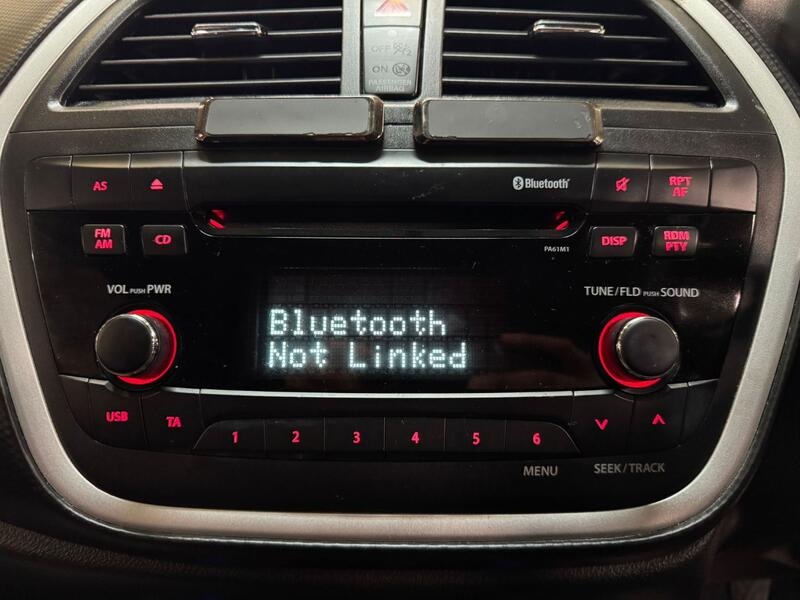 OFF
ON
PASSENGER
AIRBAG
AS
Bluetooth®
RPT
AF
FM
AM
CD
DISP
RDM
PTY
PA61M1
VOL PUSH PWR
TUNE/FLD PUSH SOUND
Bluetooth
Not Linked
USB
TA
1 2 3 4 5 6
MENU
SEEK/TRACK